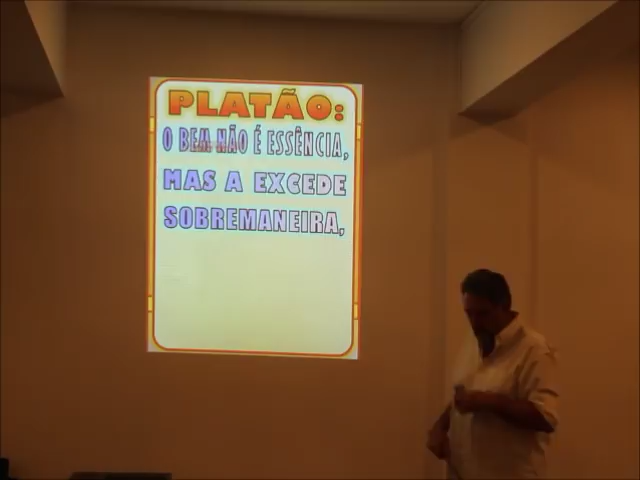 PLATÃO:
O BEM NÃO É ESSÊNCIA,
MAS A EXCEDE
SOBREMANEIRA,